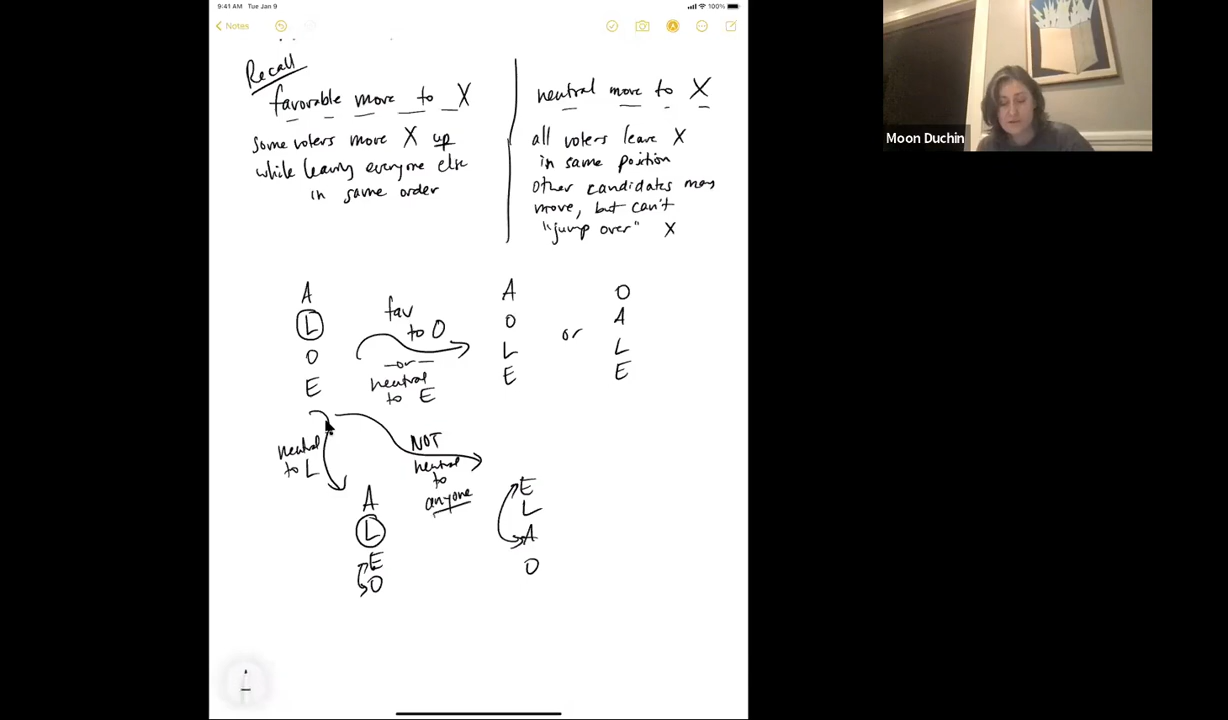 9:41 AM Tue Jan 9
100%
Notes
Recall
favorable move to X
some voters move X up
while leaving everyone else
in same order
neutral move to X
all voters leave X
in same position
other candidates may
move, but can't
"jump over" X
A
L
O
E
fav
to O
-or-
neutral
to E
A
O
L
E
or
O
A
L
E
neutral
to L
NOT
neutral
to
anyone
A
L
E
O
E
L
A
O
Moon Duchin